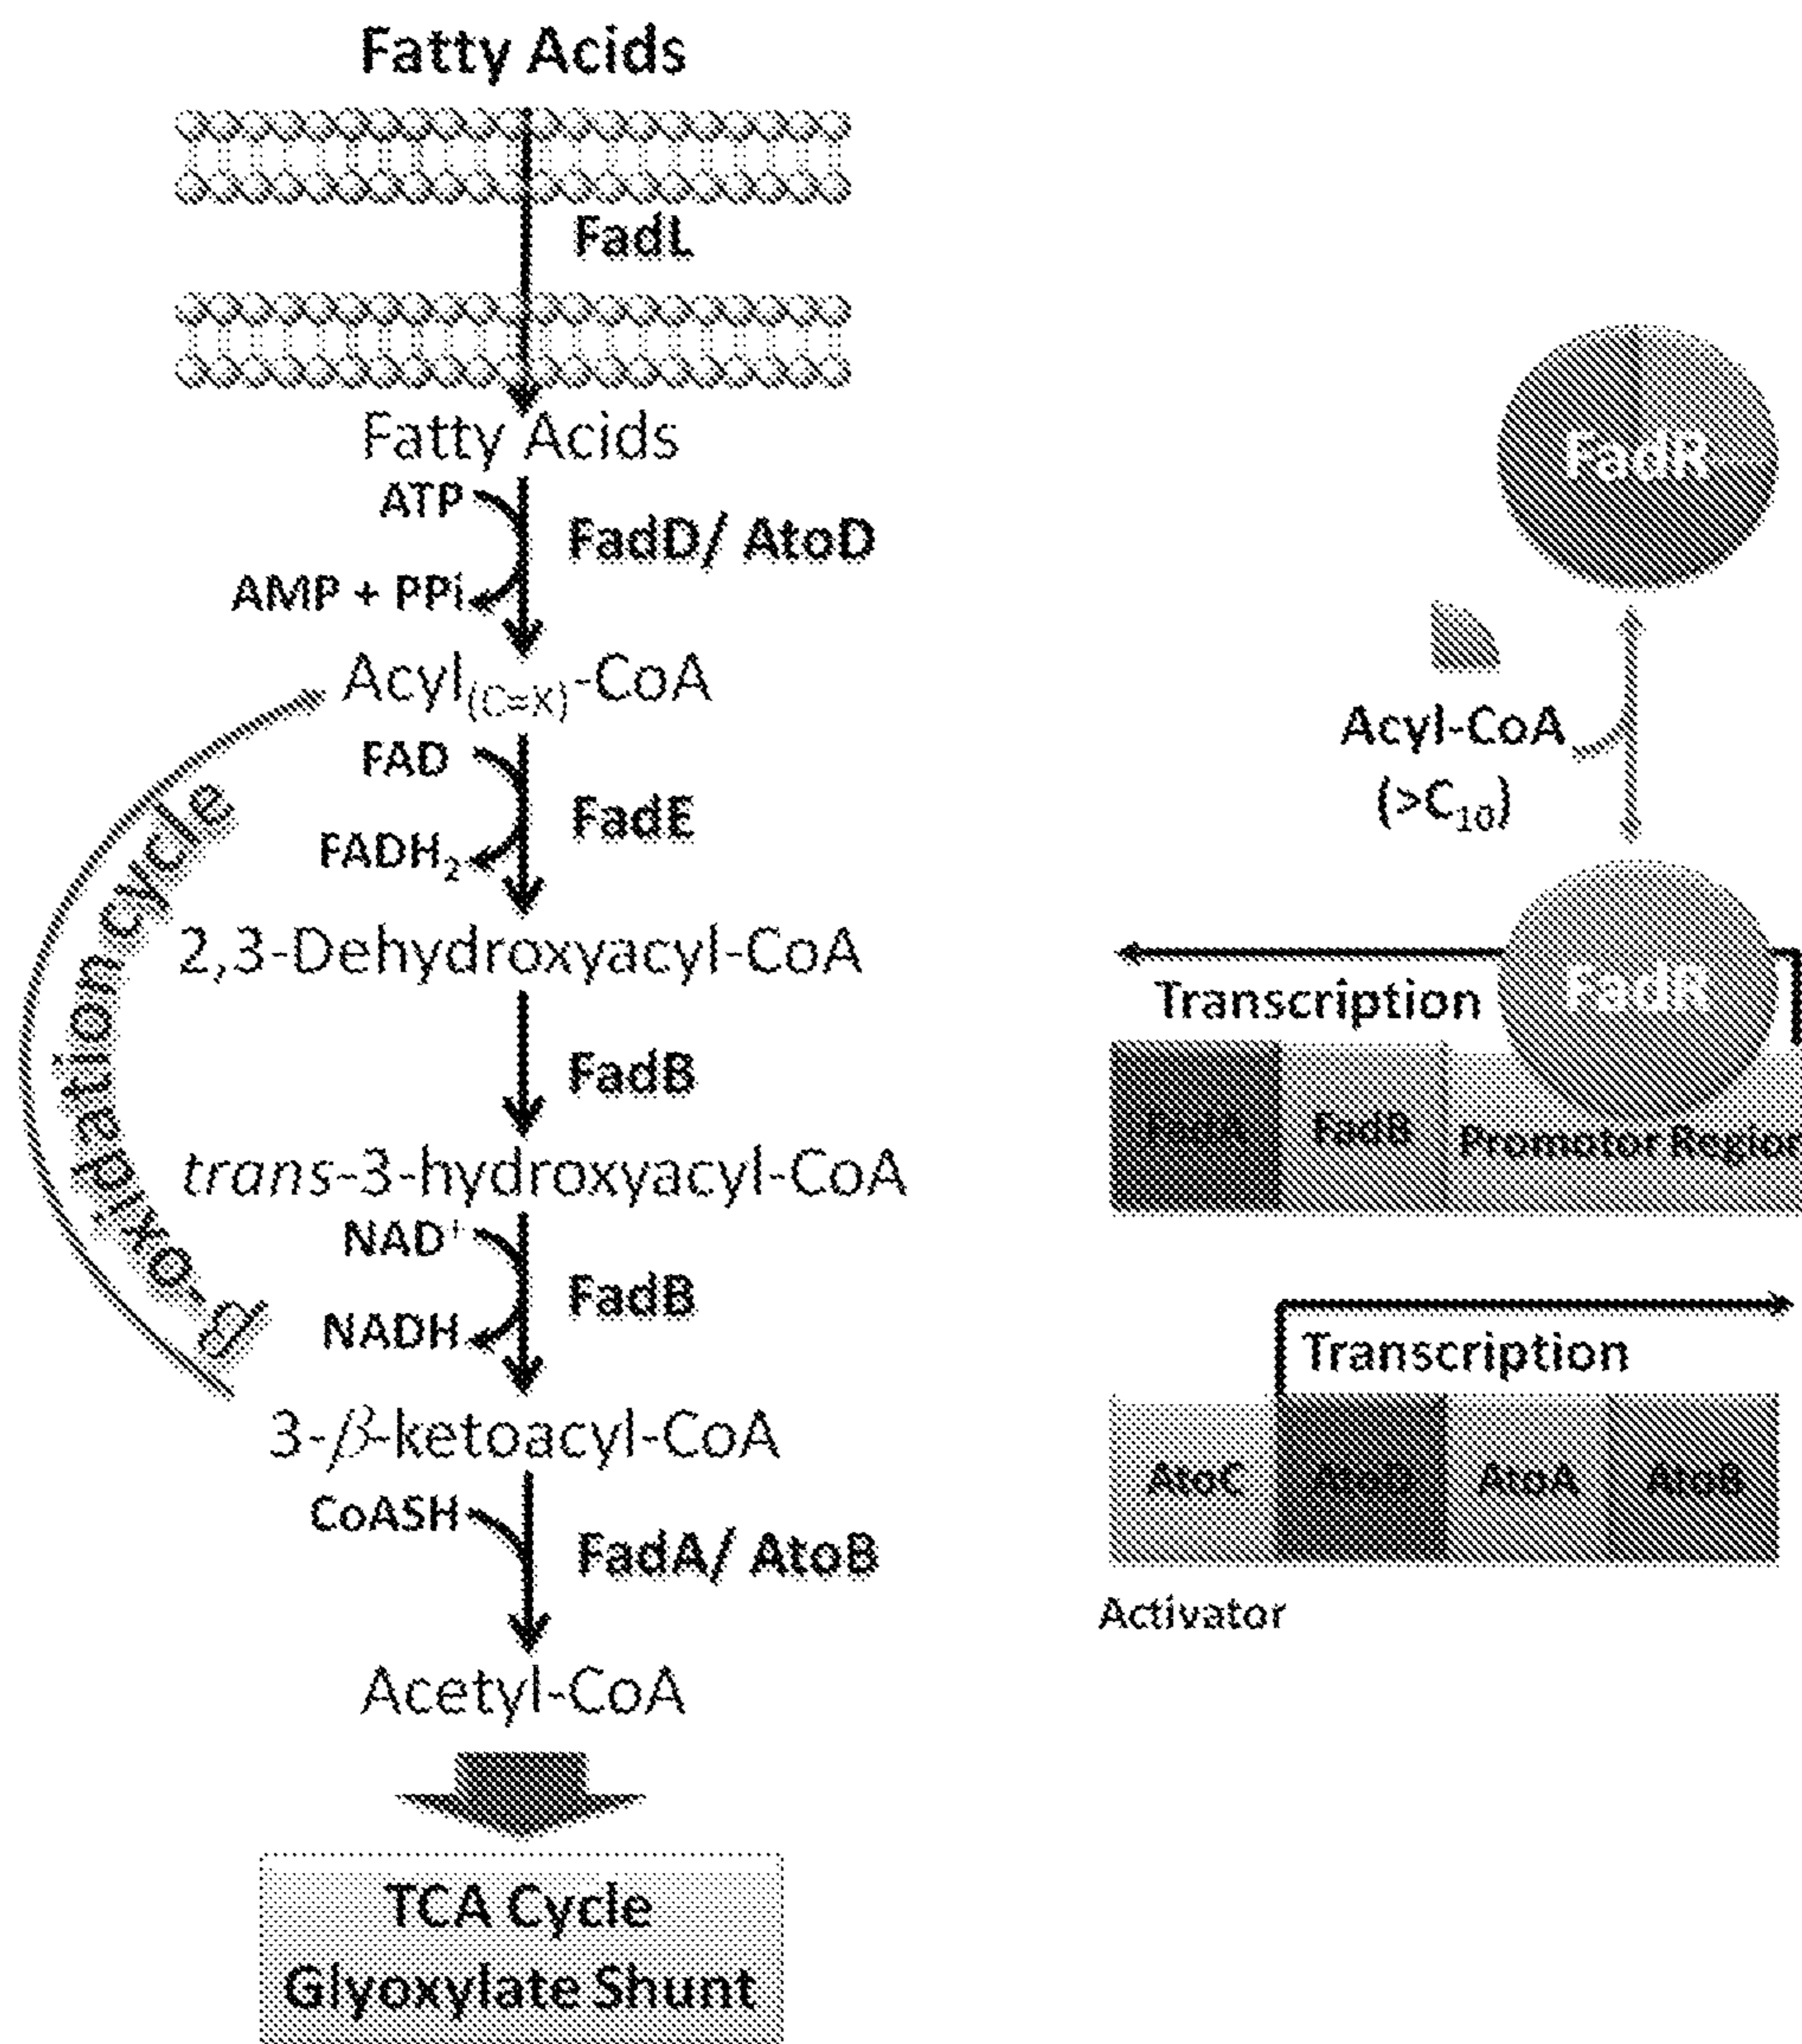 Fatty Acids
FadL
Fatty Acids
ATP
FadD/ AtoD
AMP + PPi
Acyl(C=X)-CoA
FAD
FadE
FADH2
2,3-Dehydroxyacyl-CoA
FadB
trans-3-hydroxyacyl-CoA
NAD+
FadB
NADH
3-β-ketoacyl-CoA
CoASH
FadA/ AtoB
Acetyl-CoA
TCA Cycle
Glyoxylate Shunt
β-oxidation cycle
FadR
Acyl-CoA
(>C10)
FadR
Transcription
FadA FadB Promotor Region
Transcription
AtoC AtoD AtoA AtoB
Activator